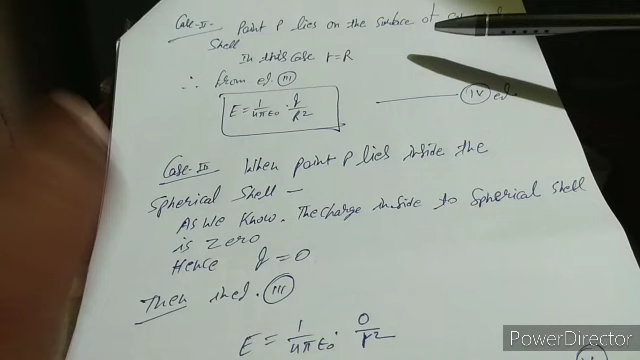 Case-II- Point P lies on the surface of
Shell
In this case r=R
∴ from eq. (III)
E = 1/4πε₀ · q/R² (IV) eq
Case-III When point P lies inside the
Spherical Shell —
As We Know. The charge inside to Spherical shell
is zero
Hence q = 0
Then in eq. (III)
E = 1/4πε₀ · 0/r²
PowerDirector